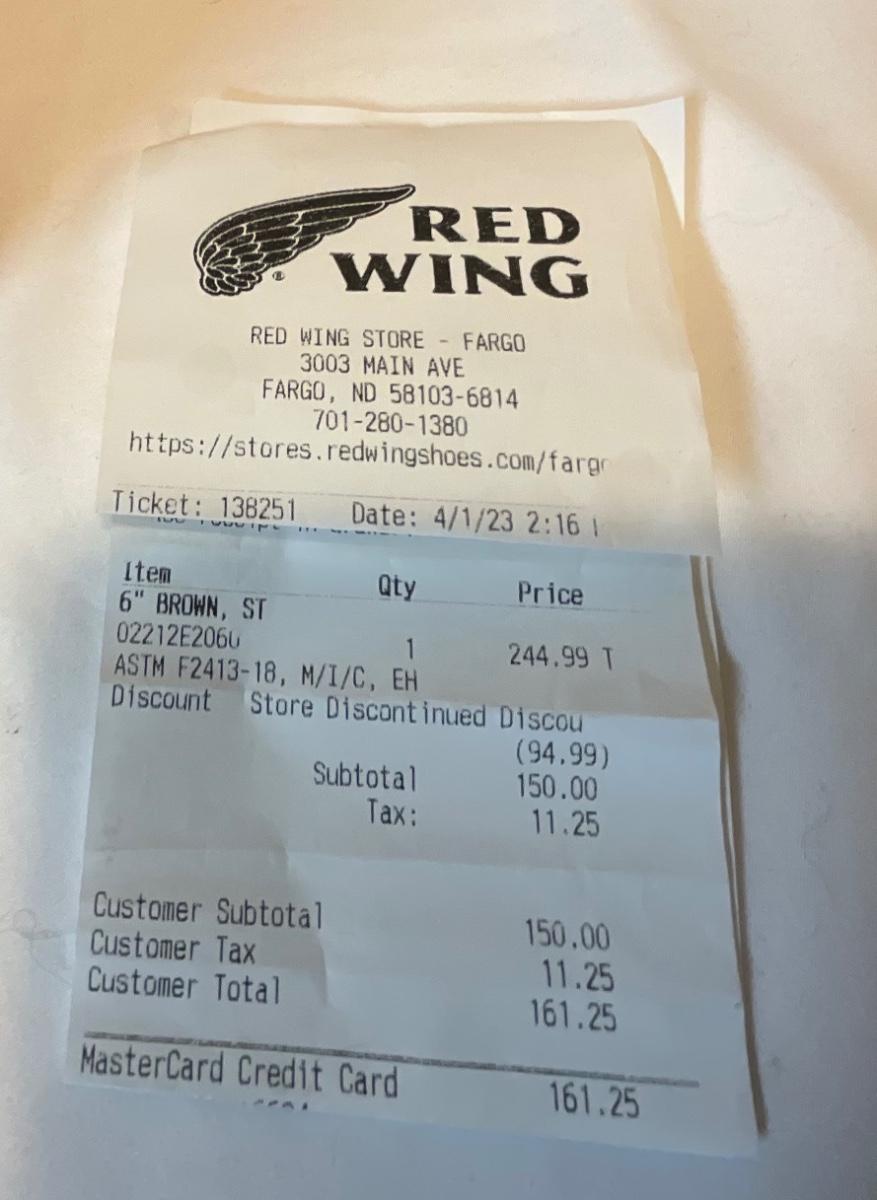 RED
WING
®
RED WING STORE - FARGO
3003 MAIN AVE
FARGO, ND 58103-6814
701-280-1380
https://stores.redwingshoes.com/fargo
Ticket: 138251 Date: 4/1/23 2:16
Item Qty Price
6" BROWN, ST
02212E2060 1 244.99 T
ASTM F2413-18, M/I/C, EH
Discount Store Discontinued Discou
(94.99)
Subtotal 150.00
Tax: 11.25
Customer Subtotal 150.00
Customer Tax 11.25
Customer Total 161.25
MasterCard Credit Card 161.25